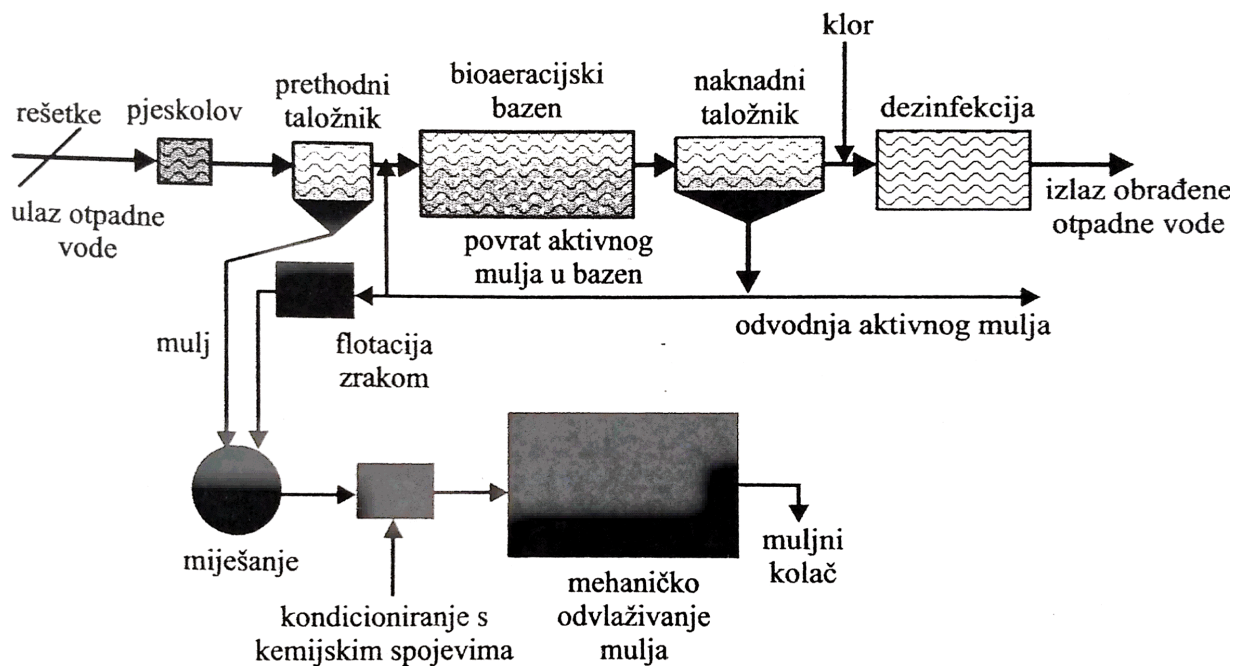 klor
rešetke
pjeskolov
prethodni
taložnik
bioaeracijski
bazen
naknadni
taložnik
dezinfekcija
ulaz otpadne
vode
povrat aktivnog
mulja u bazen
izlaz obrađene
otpadne vode
odvodnja aktivnog mulja
mulj
flotacija
zrakom
miješanje
kondicioniranje s
kemijskim spojevima
mehaničko
odvlaživanje
mulja
muljni
kolač